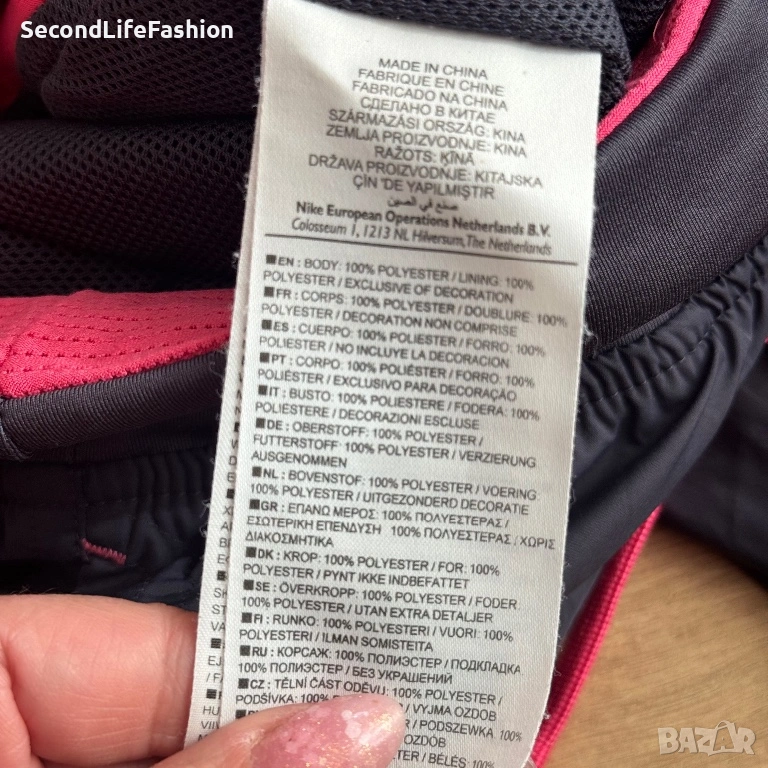 SecondLifeFashion
MADE IN CHINA
FABRIQUE EN CHINE
FABRICADO NA CHINA
СДЕЛАНО В КИТАЕ
SZÁRMAZÁSI ORSZÁG: KINA
ZEMLJA PROIZVODNJE: KINA
RAŽOTS: ĶĪNĀ
DRŽAVA PROIZVODNJE: KITAJSKA
ÇİN 'DE YAPILMIŞTIR
صنع في الصين
Nike European Operations Netherlands B.V.
Colosseum 1, 1213 NL Hilversum, The Netherlands
EN : BODY: 100% POLYESTER / LINING: 100%
POLYESTER / EXCLUSIVE OF DECORATION
FR : CORPS: 100% POLYESTER / DOUBLURE: 100%
POLYESTER / DECORATION NON COMPRISE
ES : CUERPO: 100% POLIÉSTER / FORRO: 100%
POLIESTER / NO INCLUYE LA DECORACION
PT : CORPO: 100% POLIÉSTER / FORRO: 100%
POLIÉSTER / EXCLUSIVO PARA DECORAÇÃO
IT : BUSTO: 100% POLIESTERE / FODERA: 100%
POLIESTERE / DECORAZIONI ESCLUSE
DE : OBERSTOFF: 100% POLYESTER /
FUTTERSTOFF: 100% POLYESTER / VERZIERUNG
AUSGENOMMEN
NL : BOVENSTOF: 100% POLYESTER / VOERING
100% POLYESTER / UITGEZONDERD DECORATIE
GR : ΕΠΑΝΩ ΜΕΡΟΣ: 100% ΠΟΛΥΕΣΤΕΡΑΣ /
ΕΣΩΤΕΡΙΚΗ ΕΠΕΝΔΥΣΗ 100% ΠΟΛΥΕΣΤΕΡΑΣ / ΧΩΡΙΣ
ΔΙΑΚΟΣΜΗΤΙΚΑ
DK : KROP: 100% POLYESTER / FOR: 100%
POLYESTER / PYNT IKKE INDBEFATTET
SE : ÖVERKROPP: 100% POLYESTER / FODER
100% POLYESTER / UTAN EXTRA DETALJER
FI : RUNKO: 100% POLYESTERI / VUORI: 100%
POLYESTERI / ILMAN SOMISTEITA
RU : КОРСАЖ: 100% ПОЛИЭСТЕР / ПОДКЛАДКА
100% ПОЛИЭСТЕР / БЕЗ УКРАШЕНИЙ
CZ : TĚLNÍ ČÁST ODĚVU: 100% POLYESTER /
PODŠÍVKA: 100% / VYJMA OZDOB
POLYESTER / PODSZEWKA
OZDÓB
POLYESTER / BÉLÉS: 100%
BAZAR